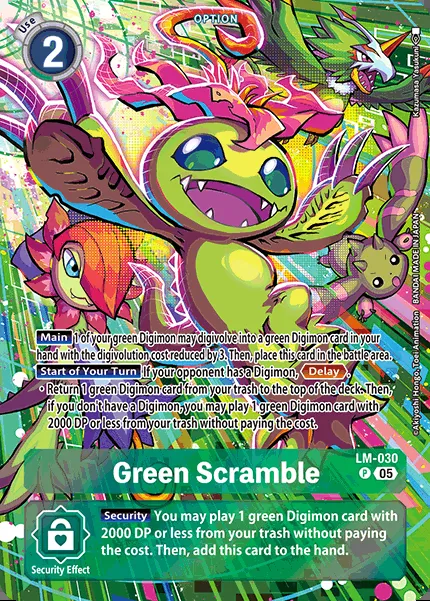 OPTION
Use
2
Kazumasa Yasukuni
Main 1 of your green Digimon may digivolve into a green Digimon card in your
hand with the digivolution cost reduced by 3. Then, place this card in the battle area.
Start of Your Turn If your opponent has a Digimon, Delay.
• Return 1 green Digimon card from your trash to the top of the deck. Then,
if you don't have a Digimon, you may play 1 green Digimon card with
2000 DP or less from your trash without paying the cost.
©Akiyoshi Hongo, Toei Animation BANDAI MADE IN JAPAN
LM-030
Green Scramble
P 05
Security You may play 1 green Digimon card with
2000 DP or less from your trash without paying
the cost. Then, add this card to the hand.
Security Effect